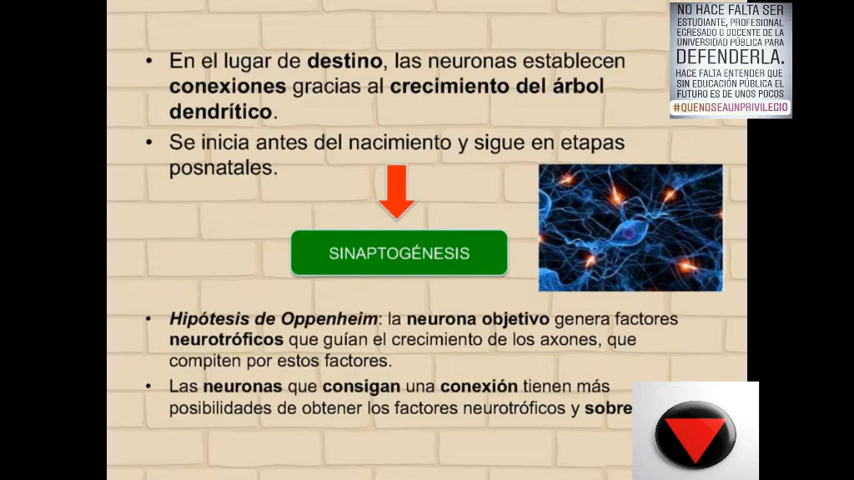 NO HACE FALTA SER
ESTUDIANTE, PROFESIONAL
EGRESADO O DOCENTE DE LA
UNIVERSIDAD PÚBLICA PARA
DEFENDERLA.
HACE FALTA ENTENDER QUE
SIN EDUCACIÓN PÚBLICA EL
FUTURO ES DE UNOS POCOS
#QUENOSEAUNPRIVILEGIO
• En el lugar de destino, las neuronas establecen
conexiones gracias al crecimiento del árbol
dendrítico.
• Se inicia antes del nacimiento y sigue en etapas
posnatales.
SINAPTOGÉNESIS
• Hipótesis de Oppenheim: la neurona objetivo genera factores
neurotróficos que guían el crecimiento de los axones, que
compiten por estos factores.
• Las neuronas que consigan una conexión tienen más
posibilidades de obtener los factores neurotróficos y sobre